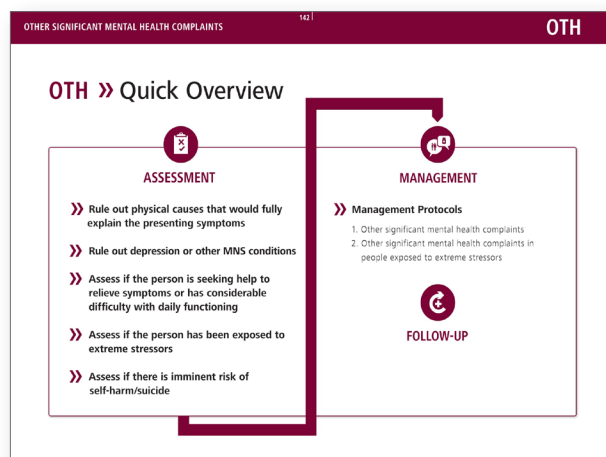 OTHER SIGNIFICANT MENTAL HEALTH COMPLAINTS
142
OTH
OTH » Quick Overview
ASSESSMENT
» Rule out physical causes that would fully
explain the presenting symptoms
» Rule out depression or other MNS conditions
» Assess if the person is seeking help to
relieve symptoms or has considerable
difficulty with daily functioning
» Assess if the person has been exposed to
extreme stressors
» Assess if there is imminent risk of
self-harm/suicide
MANAGEMENT
» Management Protocols
1. Other significant mental health complaints
2. Other significant mental health complaints in
people exposed to extreme stressors
FOLLOW-UP